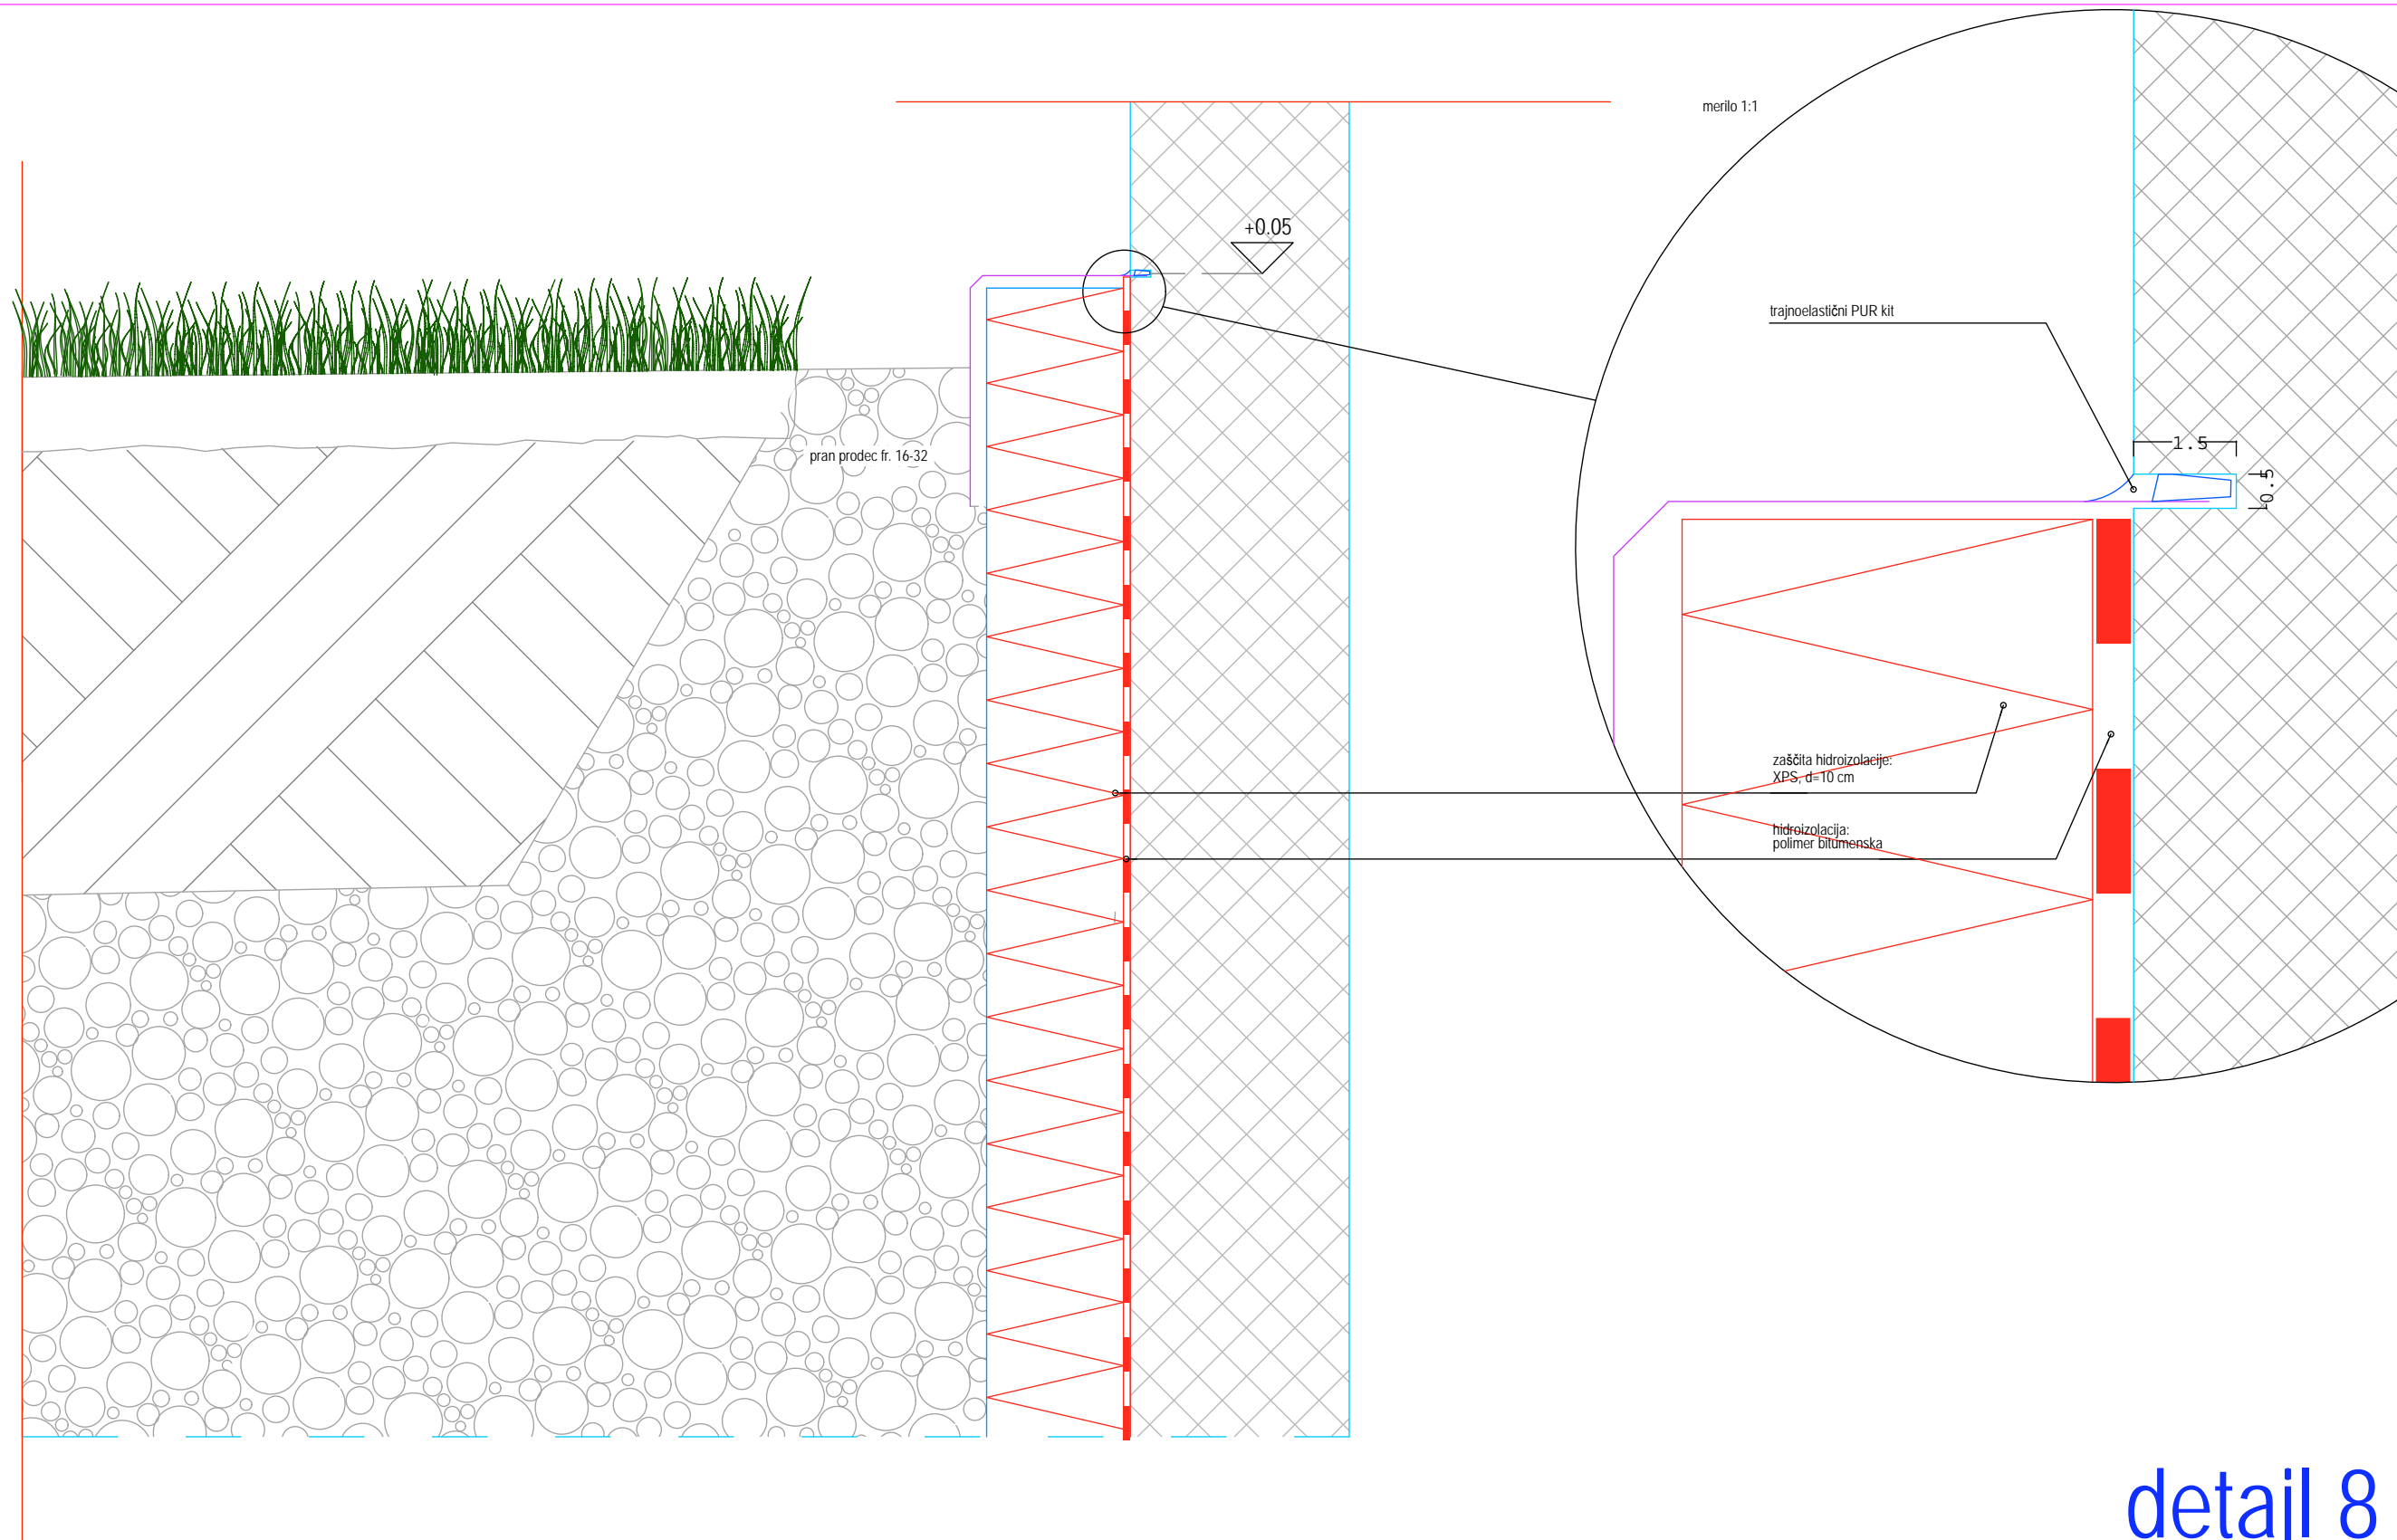 merilo 1:1
+0.05
trajnoelastični PUR kit
1.5
0.5
pran prodec fr. 16-32
zaščita hidroizolacije:
XPS, d=10 cm
hidroizolacija:
polimer bitumenska
detajl 8